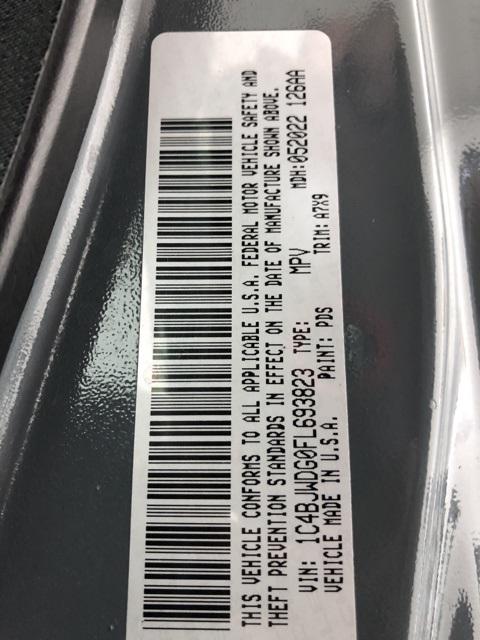 THIS VEHICLE CONFORMS TO ALL APPLICABLE U.S.A. FEDERAL MOTOR VEHICLE SAFETY AND
THEFT PREVENTION STANDARDS IN EFFECT ON THE DATE OF MANUFACTURE SHOWN ABOVE.
VIN: 1C4BJWDG0FL693823 TYPE: MPV MDH:052022 126AA
VEHICLE MADE IN U.S.A. PAINT: PDS TRIM: A7X9